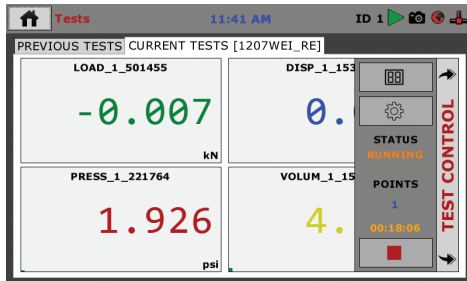 Tests 11:41 AM ID 1
PREVIOUS TESTS CURRENT TESTS [1207WEI_RE]
LOAD_1_501455
-0.007
kN
DISP_1_153
0.
PRESS_1_221764
1.926
psi
VOLUM_1_15
4.
STATUS
RUNNING
POINTS
1
00:18:06
TEST CONTROL